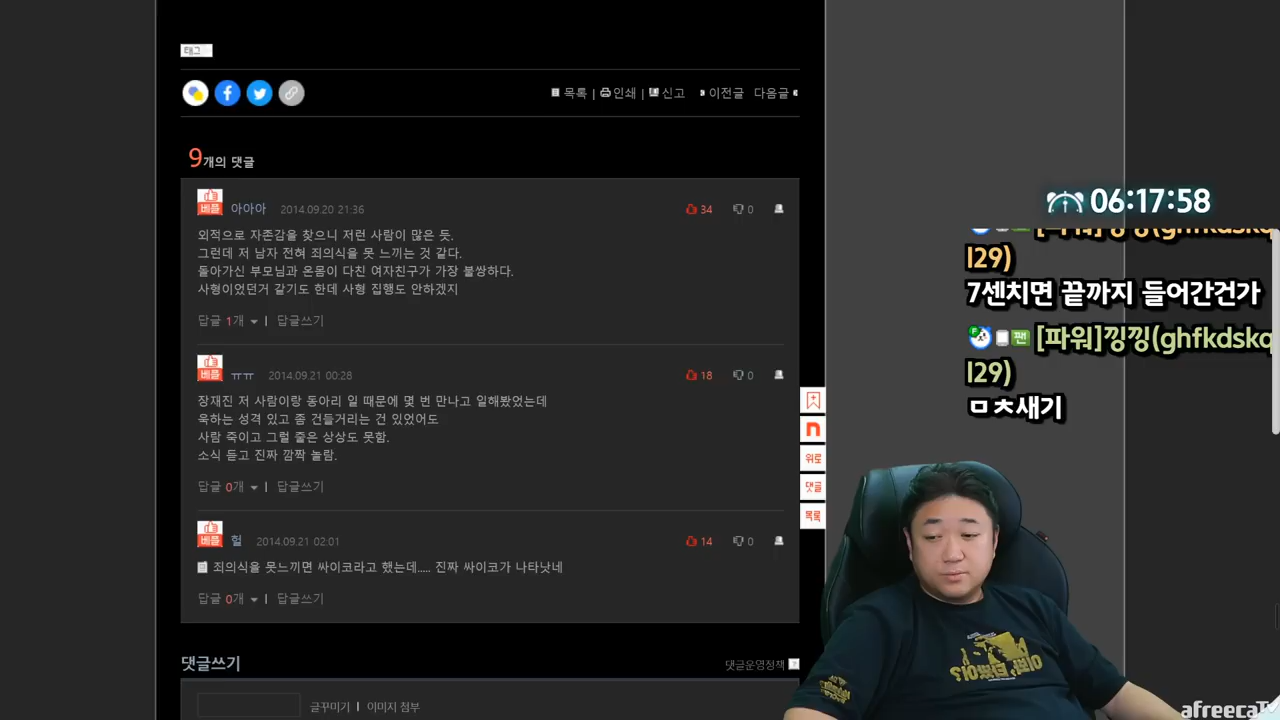 태그
목록 | 인쇄 | 신고 이전글 다음글
9개의 댓글
베플 아아아 2014.09.20 21:36 34 0
외적으로 자존감을 찾으니 저런 사람이 많은 듯.
그런데 저 남자 전혀 죄의식을 못 느끼는 것 같다.
돌아가신 부모님과 온몸이 다친 여자친구가 가장 불쌍하다.
사형이었던거 같기도 한데 사형 집행도 안하겠지
답글 1개 | 답글쓰기
베플 ㅠㅠ 2014.09.21 00:28 18 0
장재진 저 사람이랑 동아리 일 때문에 몇 번 만나고 일해봤었는데
욱하는 성격 있고 거들먹거리는 건 있었어도
사람 죽이고 그럴 줄은 상상도 못함.
소식 듣고 진짜 깜짝 놀람.
답글 0개 | 답글쓰기
베플 헐 2014.09.21 02:01 14 0
죄의식을 못느끼면 싸이코라고 했는데..... 진짜 싸이코가 나타낫네
답글 0개 | 답글쓰기
댓글쓰기 댓글운영정책 ?
글꾸미기 | 이미지 첨부
n
위로
댓글
목록
06:17:58
l29)
7센치면 끝까지 들어간건가
팬 [파워]낑낑(ghfkdskq
l29)
ㅁㅊ새기
afreecaTV